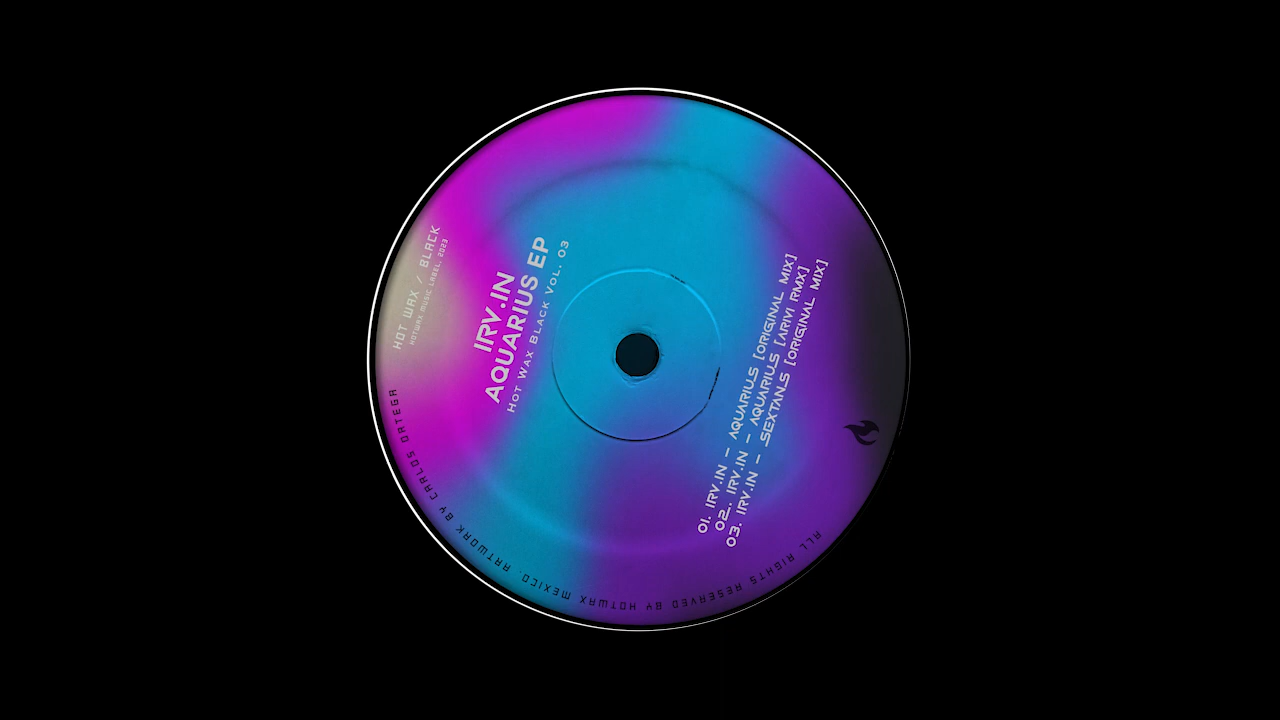 HOT WAX / BLACK
HOTWAX MUSIC LABEL, 2023
IRV.IN
AQUARIUS EP
HOT WAX BLACK VOL. 03
01. IRV.IN - AQUARIUS [ORIGINAL MIX]
02. IRV.IN - AQUARIUS [ARIVI RMX]
03. IRV.IN - SEXTANS [ORIGINAL MIX]
ALL RIGHTS RESERVED BY HOTWAX MEXICO. ARTWORK BY CARLOS ORTEGA